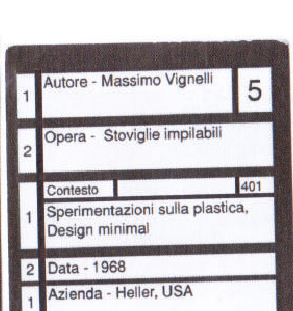 1 Autore - Massimo Vignelli 5
2 Opera - Stoviglie impilabili
Contesto 401
1 Sperimentazioni sulla plastica,
Design minimal
2 Data - 1968
1 Azienda - Heller, USA